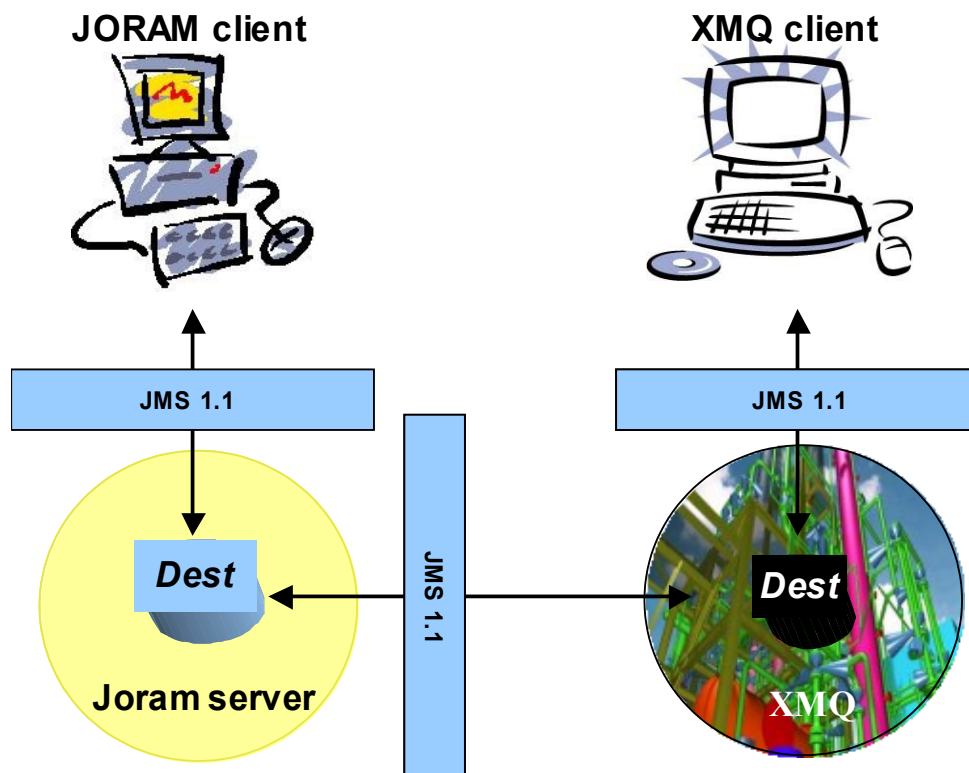 JORAM client
XMQ client
JMS 1.1
JMS 1.1
JMS 1.1
Dest
Dest
Joram server
XMQ